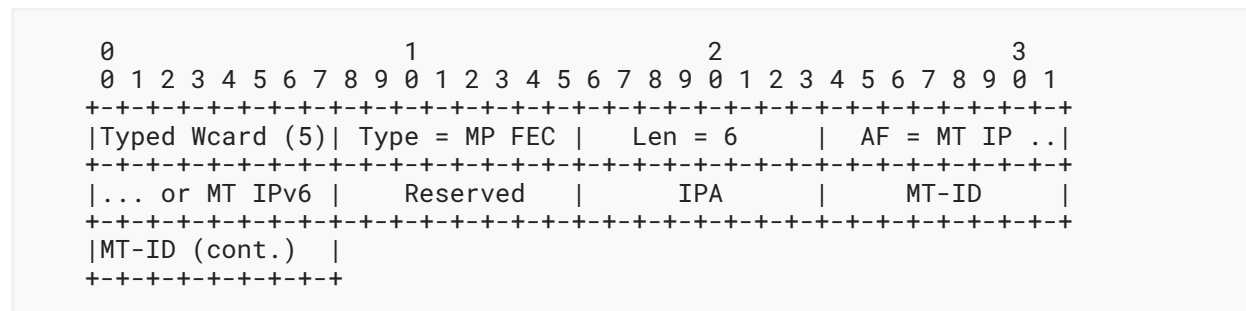 0                   1                   2                   3
 0 1 2 3 4 5 6 7 8 9 0 1 2 3 4 5 6 7 8 9 0 1 2 3 4 5 6 7 8 9 0 1
+-+-+-+-+-+-+-+-+-+-+-+-+-+-+-+-+-+-+-+-+-+-+-+-+-+-+-+-+-+-+-+-+
|Typed Wcard (5)| Type = MP FEC |   Len = 6     |  AF = MT IP ..|
+-+-+-+-+-+-+-+-+-+-+-+-+-+-+-+-+-+-+-+-+-+-+-+-+-+-+-+-+-+-+-+-+
|... or MT IPv6 |    Reserved   |      IPA      |     MT-ID     |
+-+-+-+-+-+-+-+-+-+-+-+-+-+-+-+-+-+-+-+-+-+-+-+-+-+-+-+-+-+-+-+-+
|MT-ID (cont.)  |
+-+-+-+-+-+-+-+-+